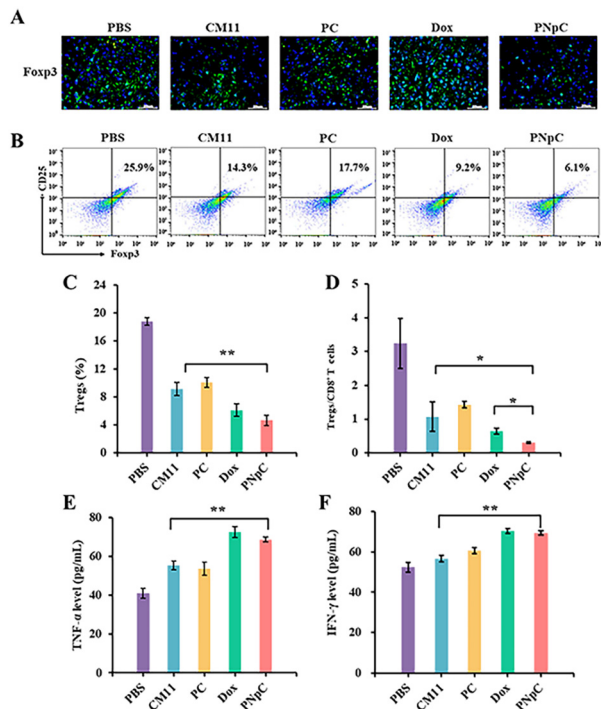 A
PBS CM11 PC Dox PNpC
Foxp3
B
PBS CM11 PC Dox PNpC
25.9% 14.3% 17.7% 9.2% 6.1%
CD25
Foxp3
C
Tregs (%)
20
16
12
8
4
0
**
PBS CM11 PC Dox PNpC
D
Tregs/CD8⁺T cells
5
4
3
2
1
0
*
*
PBS CM11 PC Dox PNpC
E
TNF-α level (pg/mL)
80
60
40
20
0
**
PBS CM11 PC Dox PNpC
F
IFN-γ level (pg/mL)
80
60
40
20
0
**
PBS CM11 PC Dox PNpC